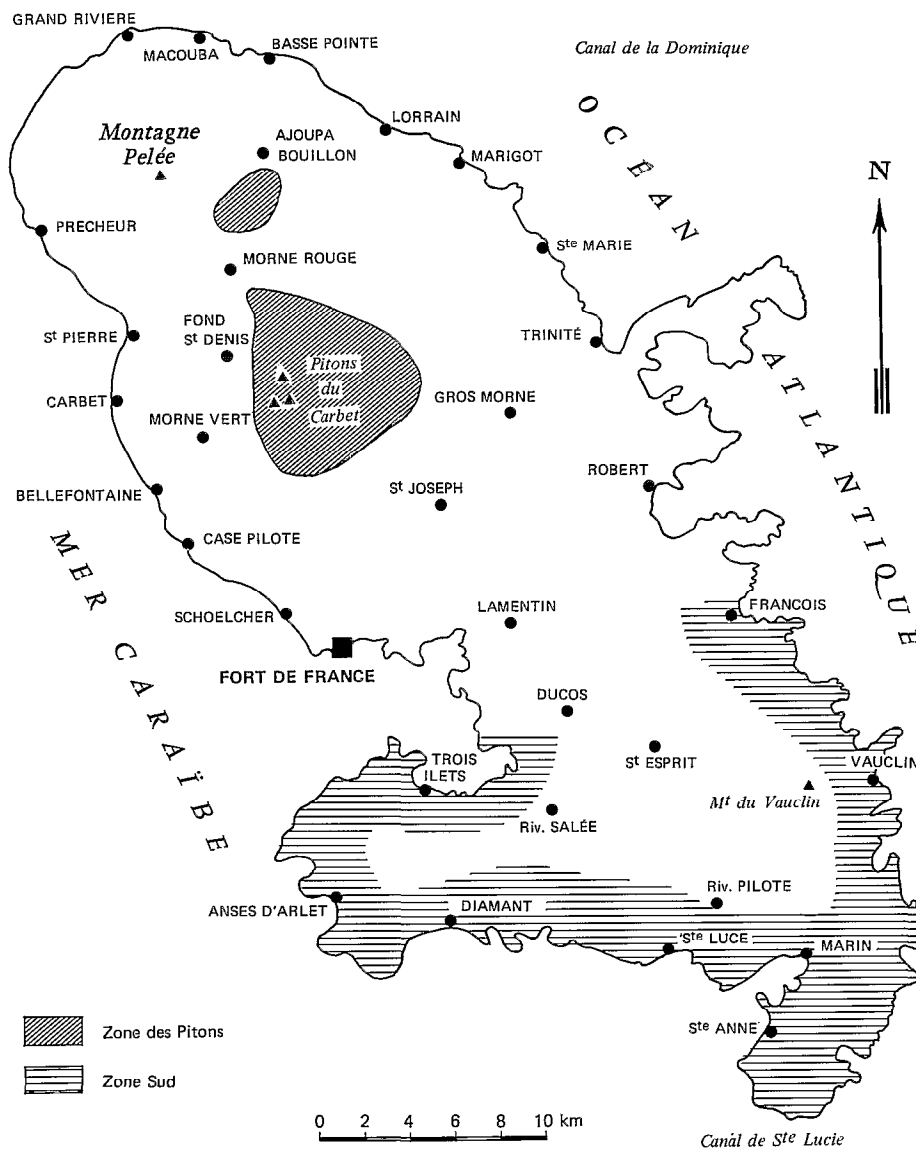 GRAND RIVIERE
MACOUBA
BASSE POINTE
Canal de la Dominique
OCÉAN ATLANTIQUE
LORRAIN
Montagne
Pelée
AJOUPA
BOUILLON
MARIGOT
N
PRECHEUR
Ste MARIE
MORNE ROUGE
FOND
St DENIS
St PIERRE
TRINITÉ
Pitons
du
Carbet
CARBET
GROS MORNE
MORNE VERT
ROBERT
St JOSEPH
BELLEFONTAINE
CASE PILOTE
MER CARAÏBE
SCHOELCHER
LAMENTIN
FRANCOIS
FORT DE FRANCE
DUCOS
TROIS
ILETS
St ESPRIT
VAUCLIN
Mt du Vauclin
Riv. SALÉE
Riv. PILOTE
ANSES D'ARLET
DIAMANT
Ste LUCE
MARIN
Ste ANNE
Zone des Pitons
Zone Sud
0 2 4 6 8 10 km
Canal de Ste Lucie